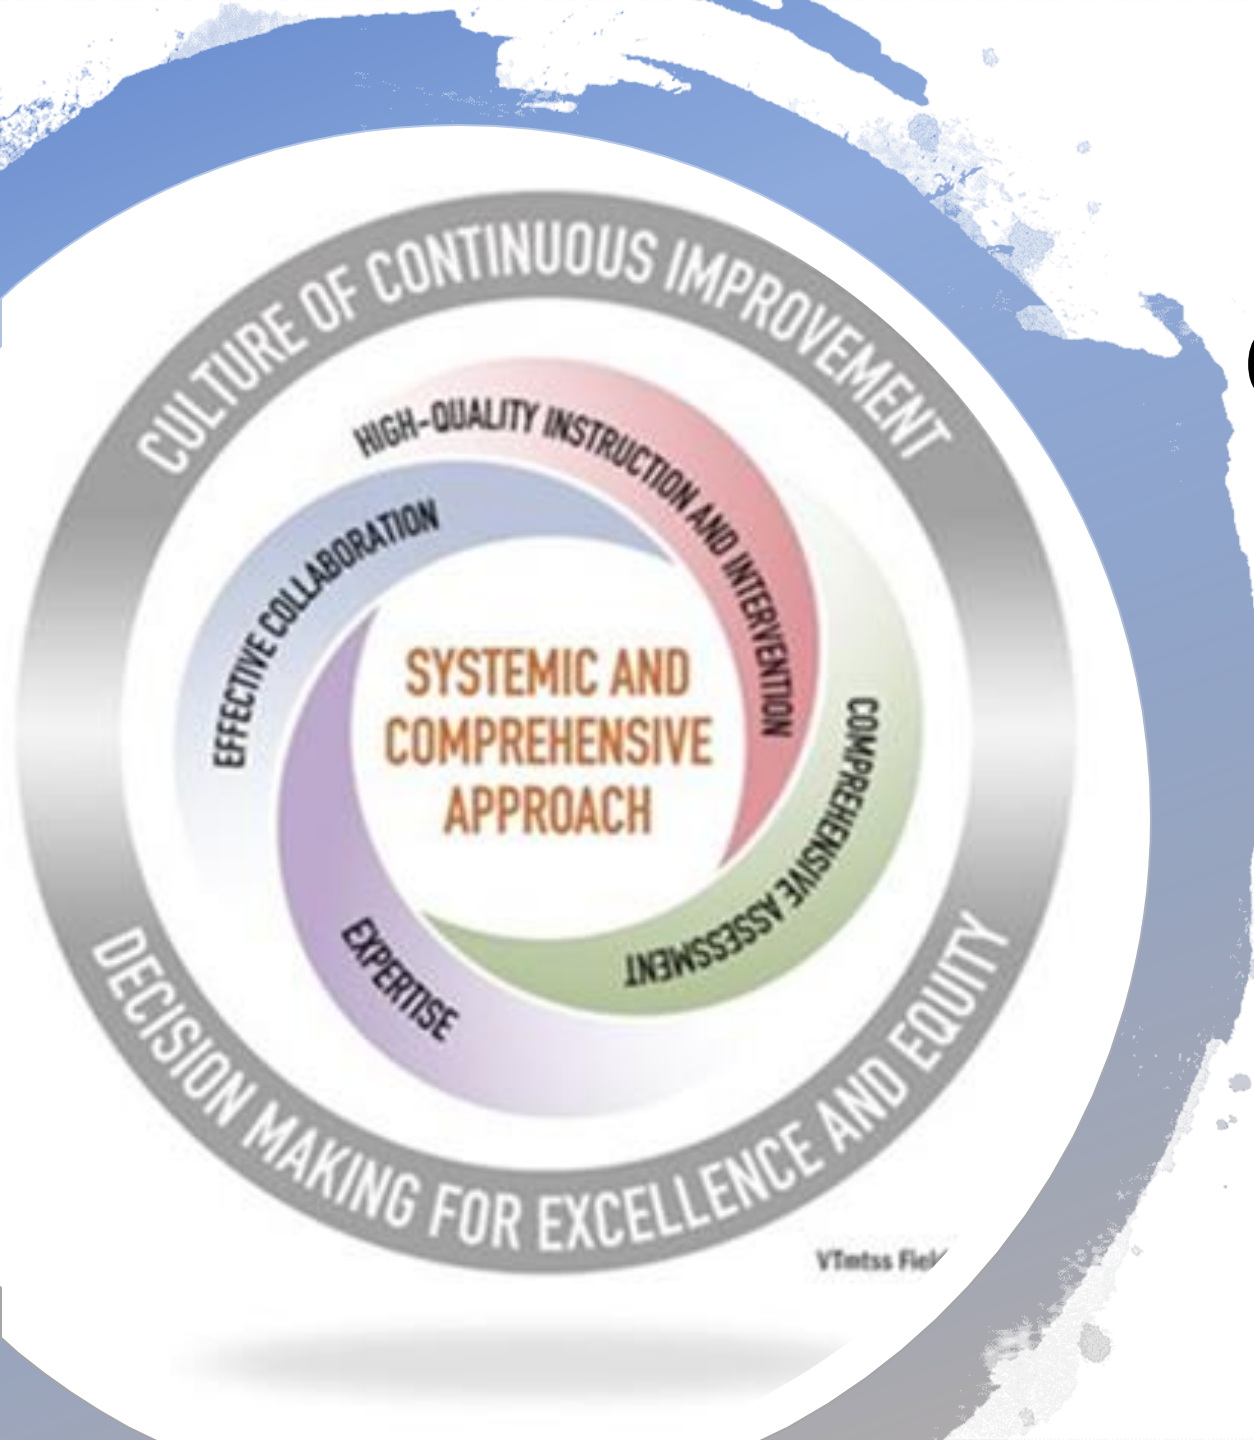 CULTURE OF CONTINUOUS IMPROVEMENT
HIGH-QUALITY INSTRUCTION AND INTERVENTION
EFFECTIVE COLLABORATION
SYSTEMIC AND
COMPREHENSIVE
APPROACH
COMPREHENSIVE ASSESSMENT
EXPERTISE
DECISION MAKING FOR EXCELLENCE AND EQUITY
VTmtss